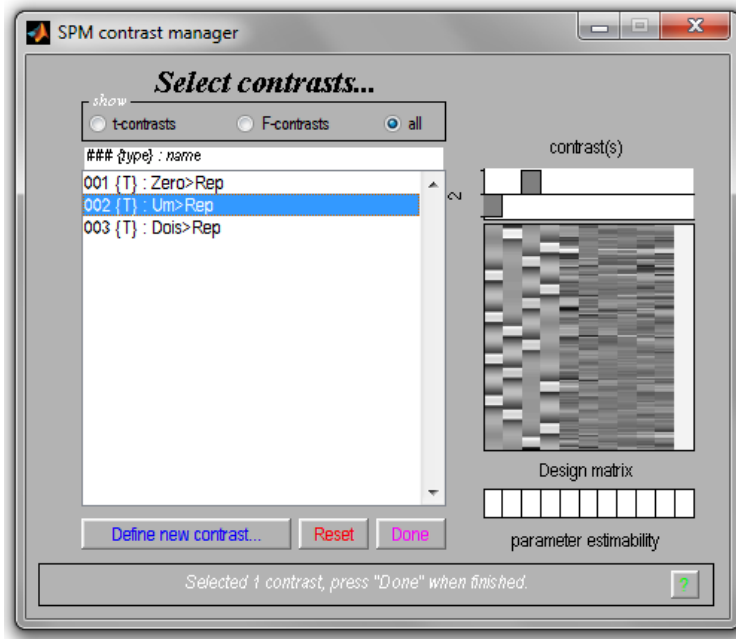 SPM contrast manager
Select contrasts...
show
t-contrasts
F-contrasts
all
### {type} : name
001 {T} : Zero>Rep
002 {T} : Um>Rep
003 {T} : Dois>Rep
contrast(s)
2
Design matrix
parameter estimability
Define new contrast...
Reset
Done
Selected 1 contrast, press "Done" when finished.
?